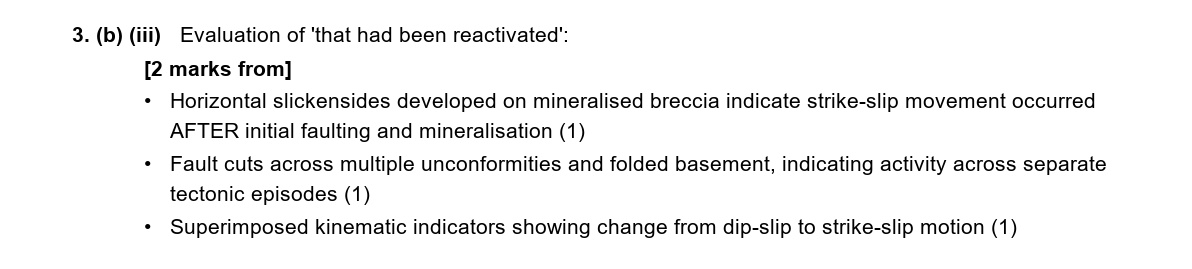 3. (b) (iii) Evaluation of 'that had been reactivated':
[2 marks from]
• Horizontal slickensides developed on mineralised breccia indicate strike-slip movement occurred
AFTER initial faulting and mineralisation (1)
• Fault cuts across multiple unconformities and folded basement, indicating activity across separate
tectonic episodes (1)
• Superimposed kinematic indicators showing change from dip-slip to strike-slip motion (1)